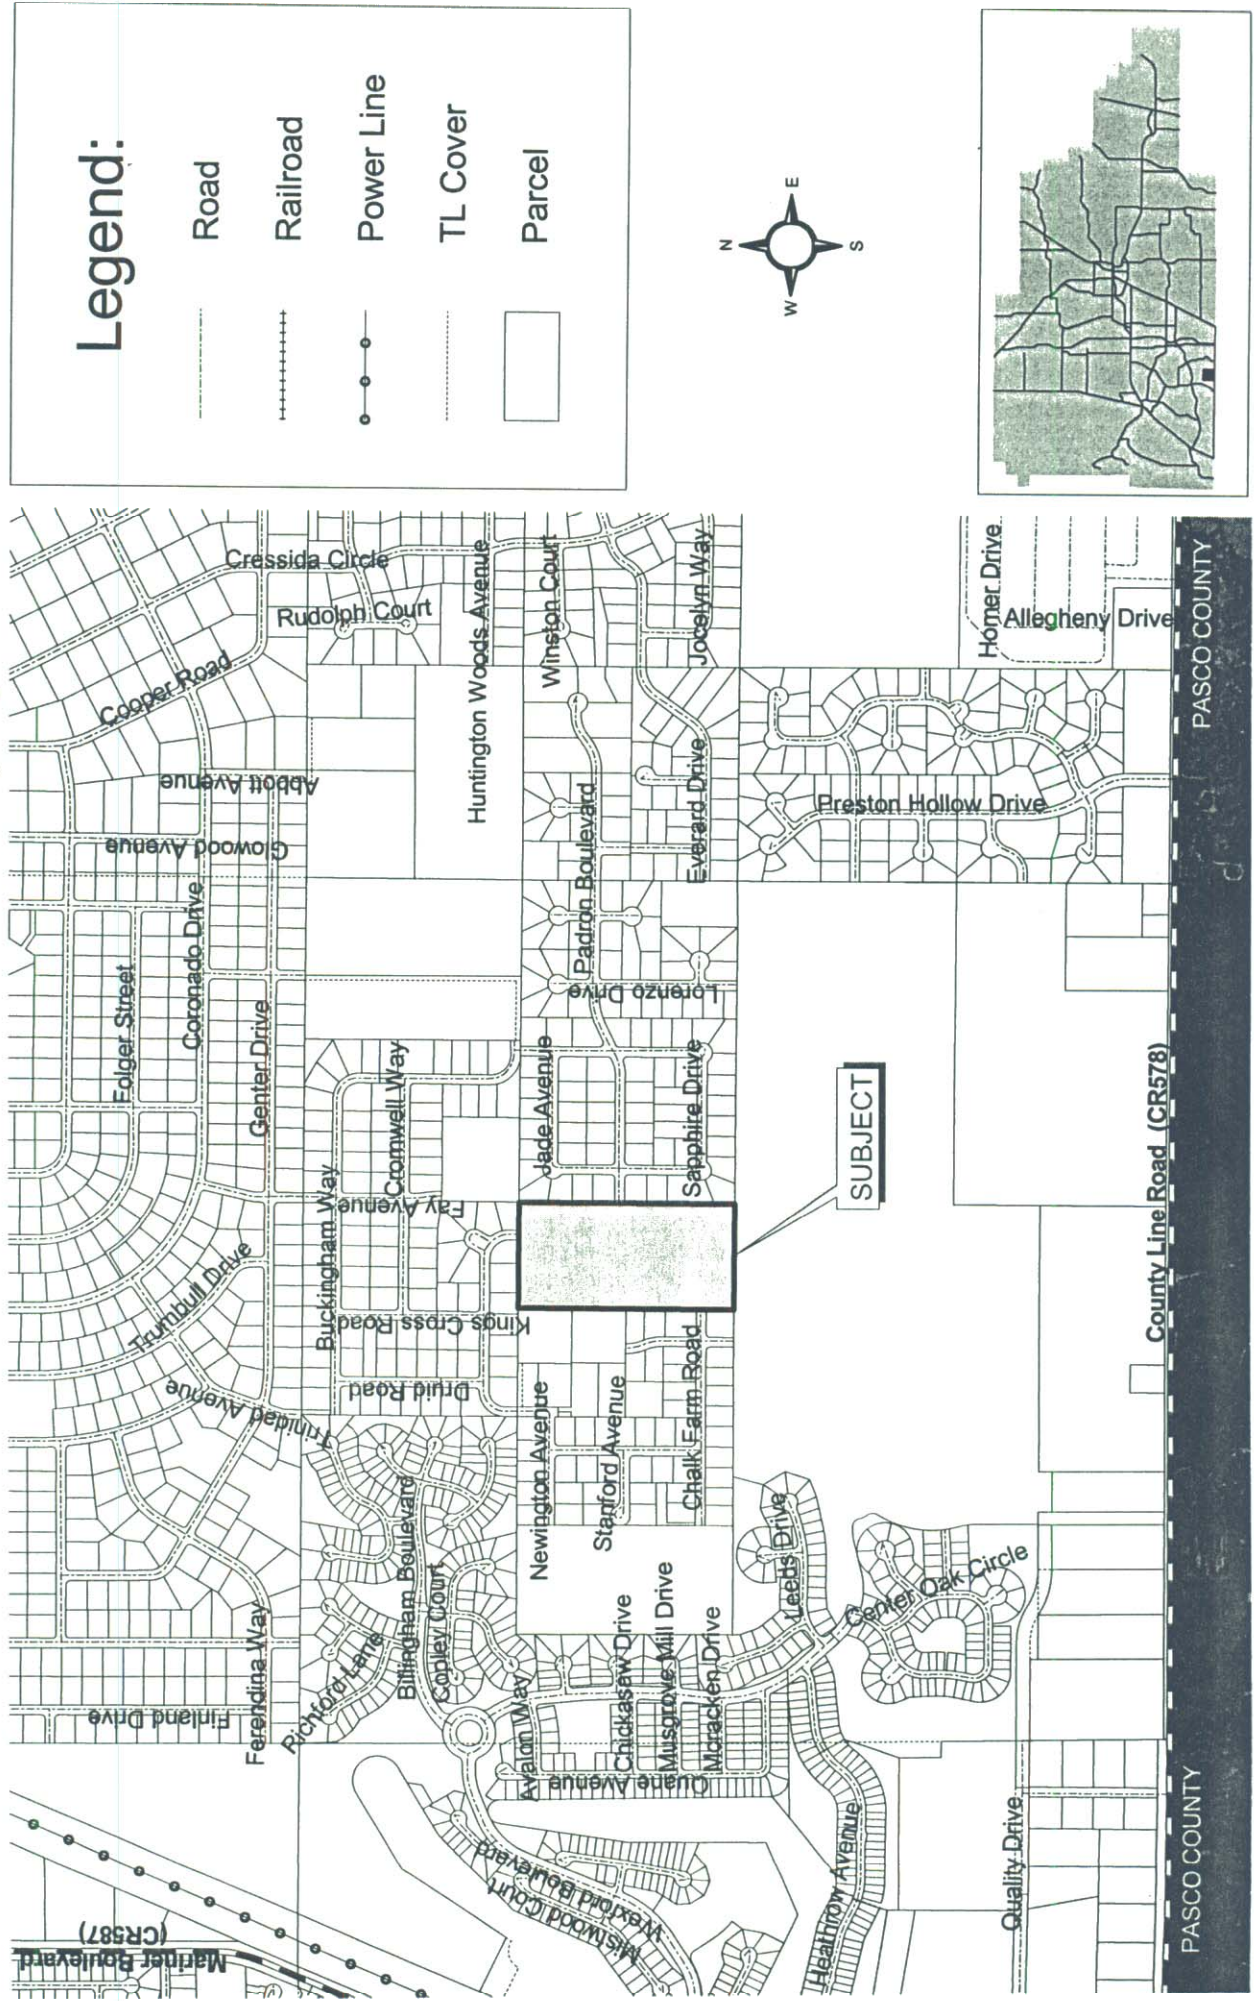 Legend:
Road
Railroad
Power Line
TL Cover
Parcel
N
E
S
W
Cressida Circle
Rudolph Court
Cooper Road
Abbott Avenue
Glowood Avenue
Huntington Woods Avenue
Winston Court
Jocelyn Way
Homer Drive
Allegheny Drive
PASCO COUNTY
Padron Boulevard
Everard Drive
Preston Hollow Drive
Folger Street
Coronado Drive
Genter Drive
Lorenzo Drive
Cromwell Way
Jade Avenue
Sapphire Drive
Buckingham Way
Fay Avenue
SUBJECT
County Line Road (CR578)
Trumbull Drive
Kings Cross Road
Druid Road
Trinidad Avenue
Newington Avenue
Stanford Avenue
Chalk Farm Road
Billingham Boulevard
Copley Court
Leeds Drive
Center Oak Circle
Finland Drive
Ferendina Way
Richford Lane
Avalon Way
Chickasaw Drive
Musgrove Mill Drive
Moracken Drive
Quane Avenue
Mariner Boulevard
(CR587)
Mistwood Court
Wexford Boulevard
Heathrow Avenue
Quality Drive
PASCO COUNTY